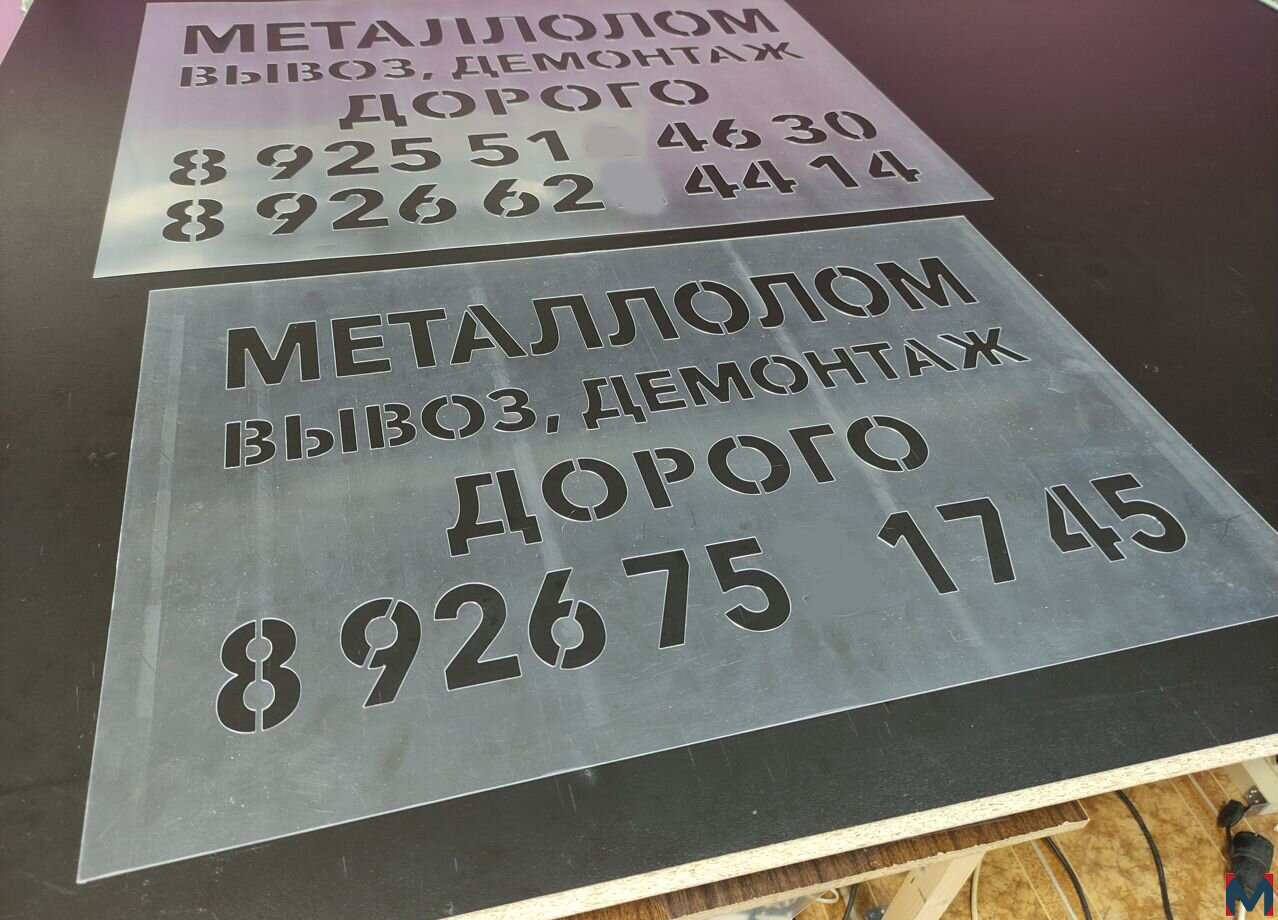 МЕТАЛЛОЛОМ
ВЫВОЗ, ДЕМОНТАЖ
ДОРОГО
8 925 51 46 30
8 926 62 44 14
МЕТАЛЛОЛОМ
ВЫВОЗ, ДЕМОНТАЖ
ДОРОГО
8 926 75 17 45
М